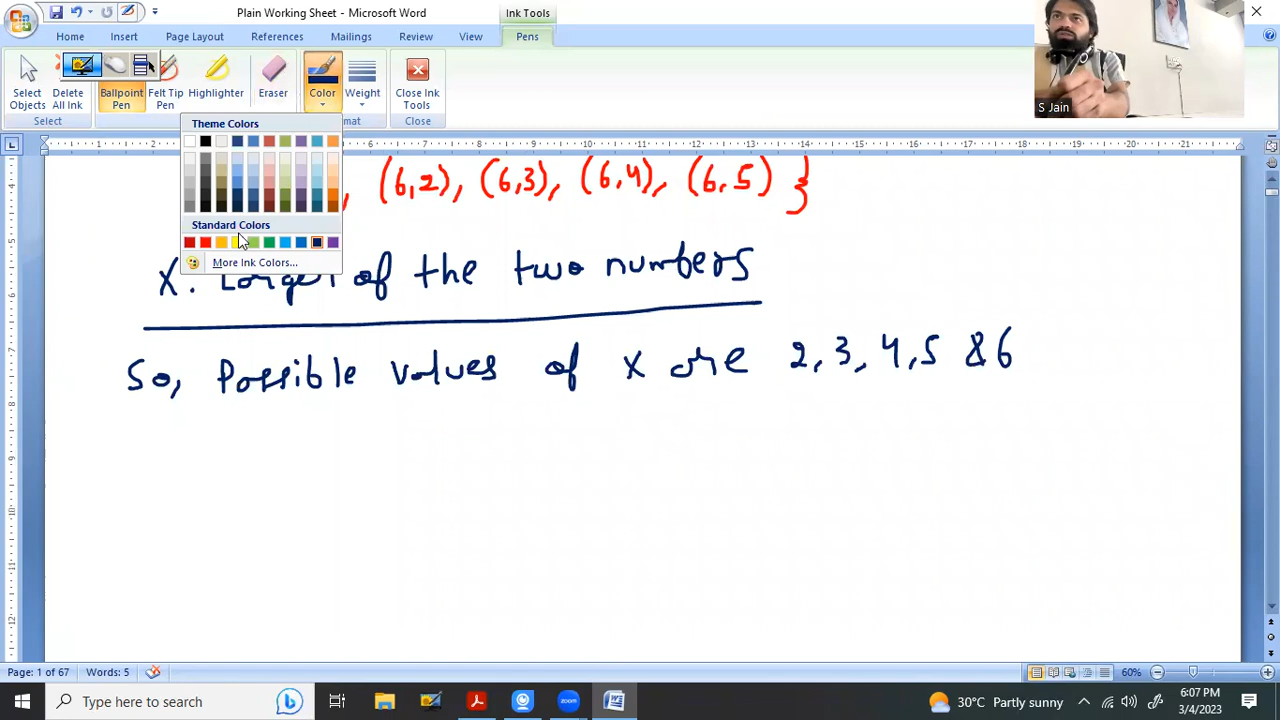 Plain Working Sheet - Microsoft Word
Ink Tools
Home Insert Page Layout References Mailings Review View Pens
Select Objects
Delete All Ink
Ballpoint Pen
Felt Tip Pen
Highlighter
Eraser
Color
Weight
Close Ink Tools
Select
Close
Theme Colors
Standard Colors
More Ink Colors...
S Jain
(6,2), (6,3), (6,4), (6,5) }
X: Larger of the two numbers
So, Possible values of X are 2, 3, 4, 5 & 6
Page: 1 of 67 Words: 5
60%
Type here to search
30°C Partly sunny
6:07 PM
3/4/2023